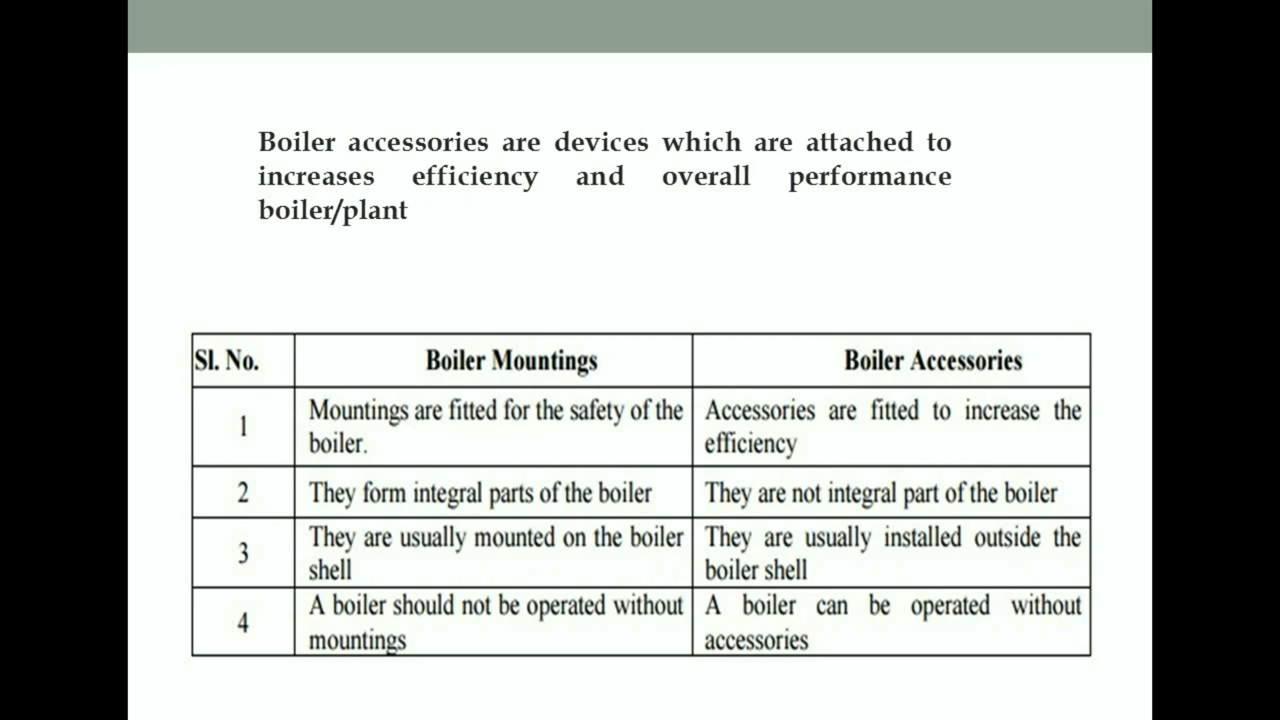 Boiler accessories are devices which are attached to
increases efficiency and overall performance
boiler/plant
Sl. No. Boiler Mountings Boiler Accessories
1 Mountings are fitted for the safety of the boiler. Accessories are fitted to increase the efficiency
2 They form integral parts of the boiler They are not integral part of the boiler
3 They are usually mounted on the boiler shell They are usually installed outside the boiler shell
4 A boiler should not be operated without mountings A boiler can be operated without accessories